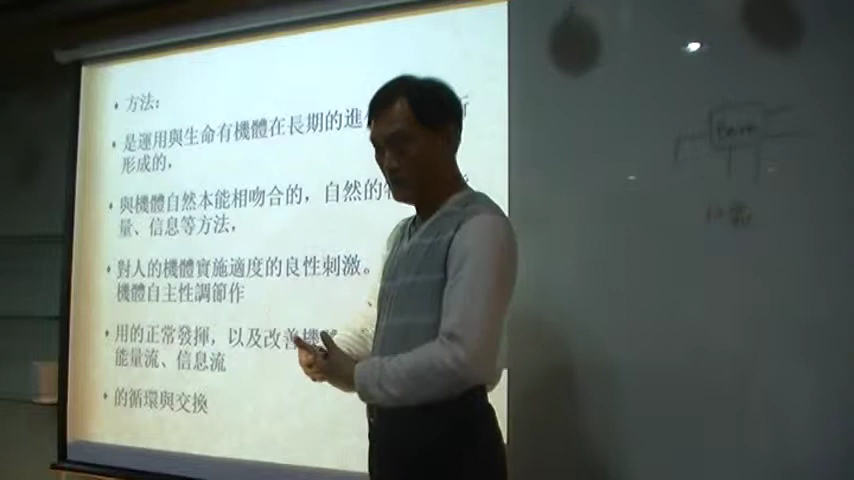 方法:
是運用與生命有機體在長期的進
形成的,
與機體自然本能相吻合的，自然的
量、信息等方法,
對人的機體實施適度的良性刺激。
機體自主性調節作
用的正常發揮，以及改善機
能量流、信息流
的循環與交換